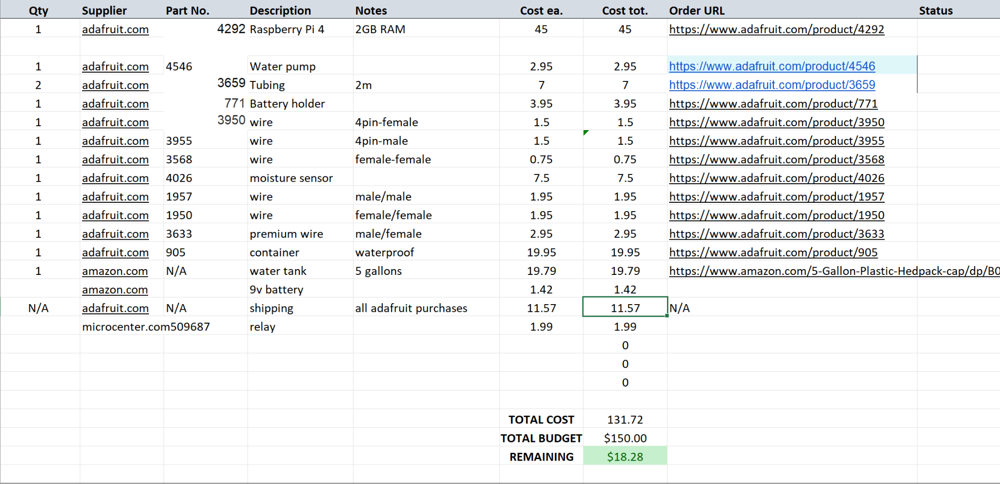 Qty Supplier Part No. Description Notes Cost ea. Cost tot. Order URL Status
1 adafruit.com 4292 Raspberry Pi 4 2GB RAM 45 45 https://www.adafruit.com/product/4292
1 adafruit.com 4546 Water pump 2.95 2.95 https://www.adafruit.com/product/4546
2 adafruit.com 3659 Tubing 2m 7 7 https://www.adafruit.com/product/3659
1 adafruit.com 771 Battery holder 3.95 3.95 https://www.adafruit.com/product/771
1 adafruit.com 3950 wire 4pin-female 1.5 1.5 https://www.adafruit.com/product/3950
1 adafruit.com 3955 wire 4pin-male 1.5 1.5 https://www.adafruit.com/product/3955
1 adafruit.com 3568 wire female-female 0.75 0.75 https://www.adafruit.com/product/3568
1 adafruit.com 4026 moisture sensor 7.5 7.5 https://www.adafruit.com/product/4026
1 adafruit.com 1957 wire male/male 1.95 1.95 https://www.adafruit.com/product/1957
1 adafruit.com 1950 wire female/female 1.95 1.95 https://www.adafruit.com/product/1950
1 adafruit.com 3633 premium wire male/female 2.95 2.95 https://www.adafruit.com/product/3633
1 adafruit.com 905 container waterproof 19.95 19.95 https://www.adafruit.com/product/905
1 amazon.com N/A water tank 5 gallons 19.79 19.79 https://www.amazon.com/5-Gallon-Plastic-Hedpack-cap/dp/B0
amazon.com 9v battery 1.42 1.42
N/A adafruit.com N/A shipping all adafruit purchases 11.57 11.57 N/A
microcenter.com509687 relay 1.99 1.99
0
0
0
TOTAL COST 131.72
TOTAL BUDGET $150.00
REMAINING $18.28